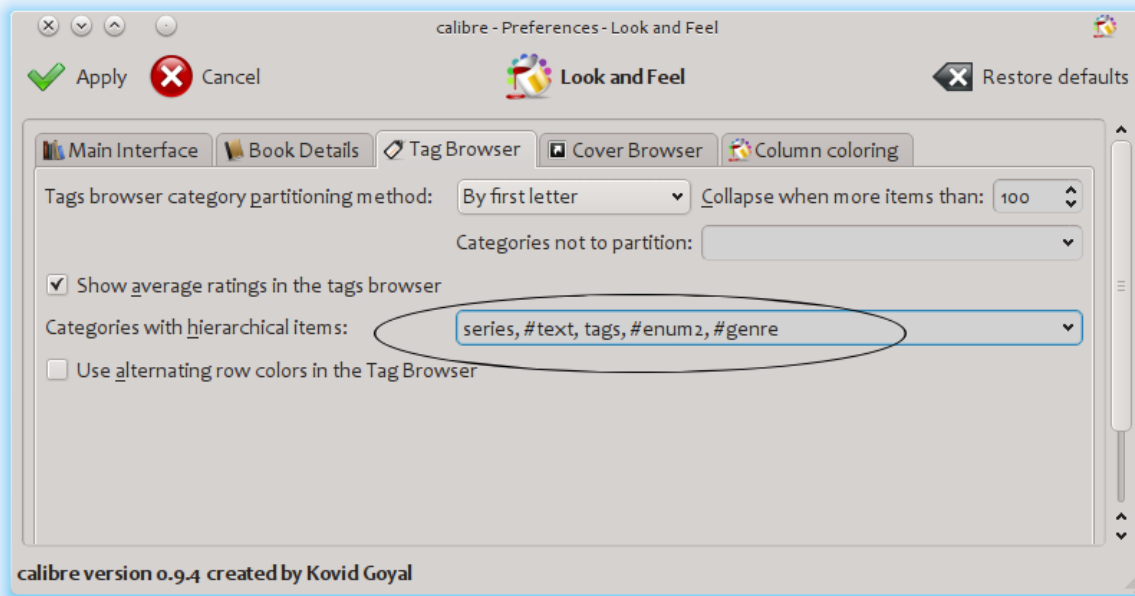 calibre - Preferences - Look and Feel
Apply Cancel Look and Feel Restore defaults
Main Interface Book Details Tag Browser Cover Browser Column coloring
Tags browser category partitioning method: By first letter Collapse when more items than: 100
Categories not to partition:
Show average ratings in the tags browser
Categories with hierarchical items: series, #text, tags, #enum2, #genre
Use alternating row colors in the Tag Browser
calibre version 0.9.4 created by Kovid Goyal